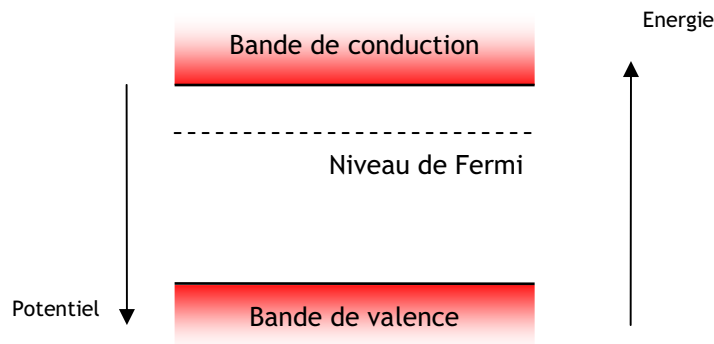 Energie
Bande de conduction
Niveau de Fermi
Potentiel
Bande de valence